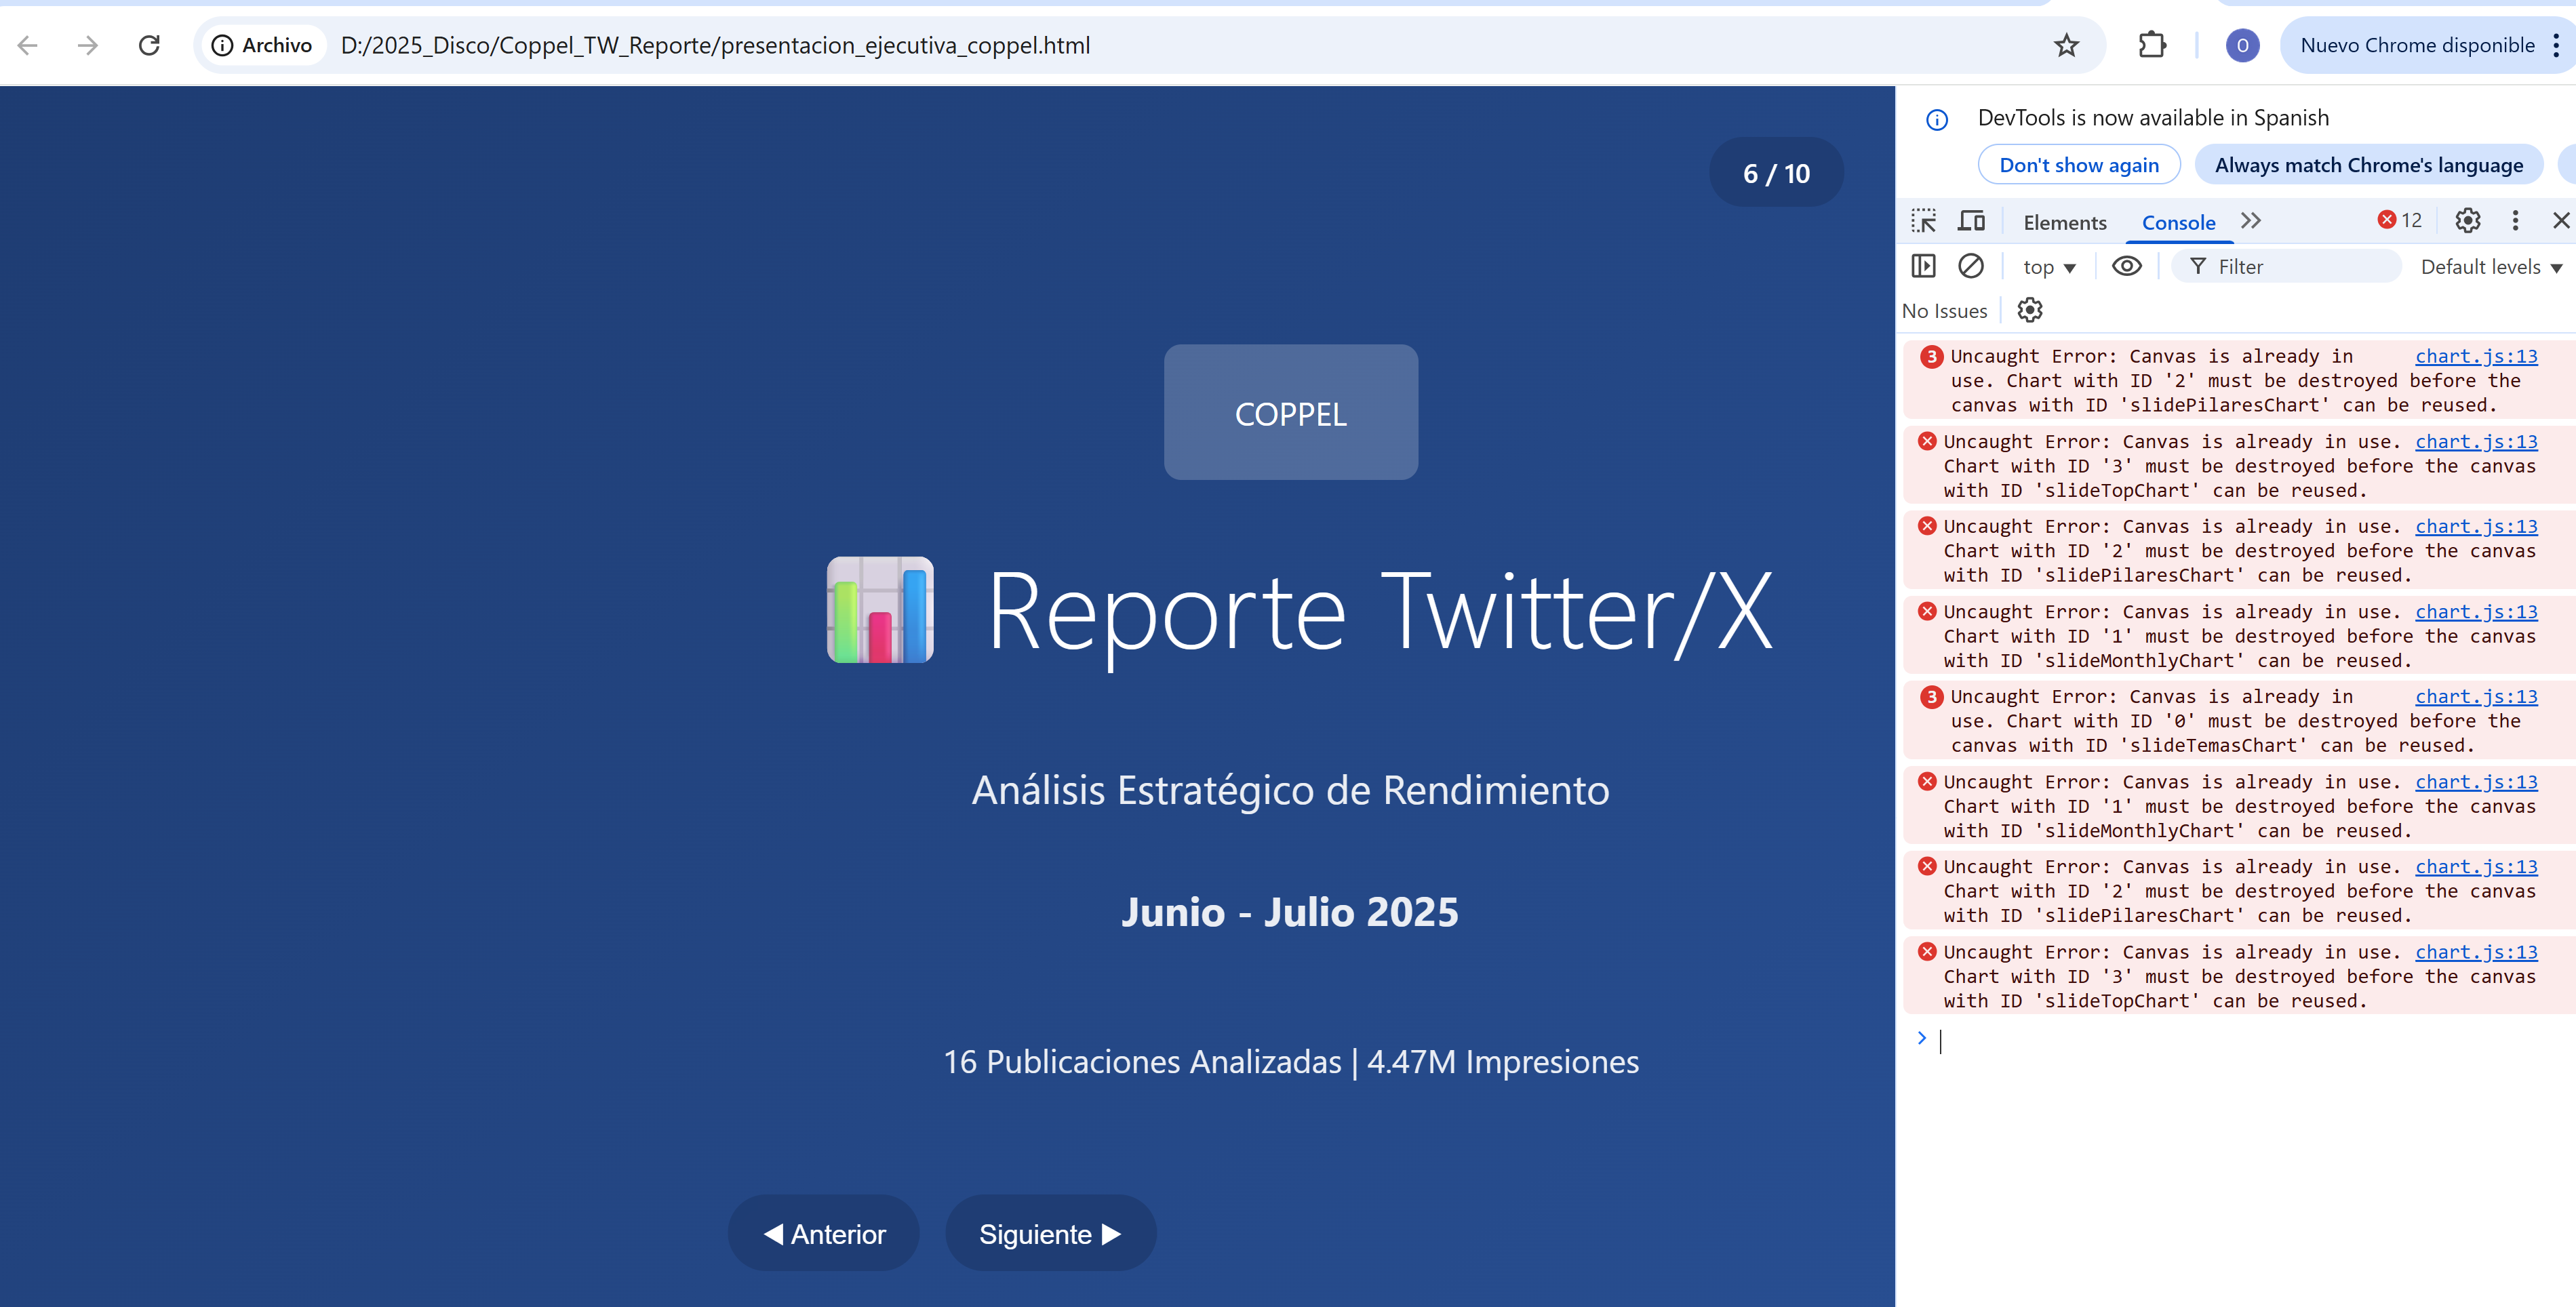 Archivo
D:/2025_Disco/Coppel_TW_Reporte/presentacion_ejecutiva_coppel.html
O
Nuevo Chrome disponible
6 / 10
COPPEL
Reporte Twitter/X
Análisis Estratégico de Rendimiento
Junio - Julio 2025
16 Publicaciones Analizadas | 4.47M Impresiones
◀ Anterior
Siguiente ▶
DevTools is now available in Spanish
Don't show again
Always match Chrome's language
Elements
Console
12
top
Filter
Default levels
No Issues
3 Uncaught Error: Canvas is already in chart.js:13
use. Chart with ID '2' must be destroyed before the
canvas with ID 'slidePilaresChart' can be reused.
Uncaught Error: Canvas is already in use. chart.js:13
Chart with ID '3' must be destroyed before the canvas
with ID 'slideTopChart' can be reused.
Uncaught Error: Canvas is already in use. chart.js:13
Chart with ID '2' must be destroyed before the canvas
with ID 'slidePilaresChart' can be reused.
Uncaught Error: Canvas is already in use. chart.js:13
Chart with ID '1' must be destroyed before the canvas
with ID 'slideMonthlyChart' can be reused.
3 Uncaught Error: Canvas is already in chart.js:13
use. Chart with ID '0' must be destroyed before the
canvas with ID 'slideTemasChart' can be reused.
Uncaught Error: Canvas is already in use. chart.js:13
Chart with ID '1' must be destroyed before the canvas
with ID 'slideMonthlyChart' can be reused.
Uncaught Error: Canvas is already in use. chart.js:13
Chart with ID '2' must be destroyed before the canvas
with ID 'slidePilaresChart' can be reused.
Uncaught Error: Canvas is already in use. chart.js:13
Chart with ID '3' must be destroyed before the canvas
with ID 'slideTopChart' can be reused.